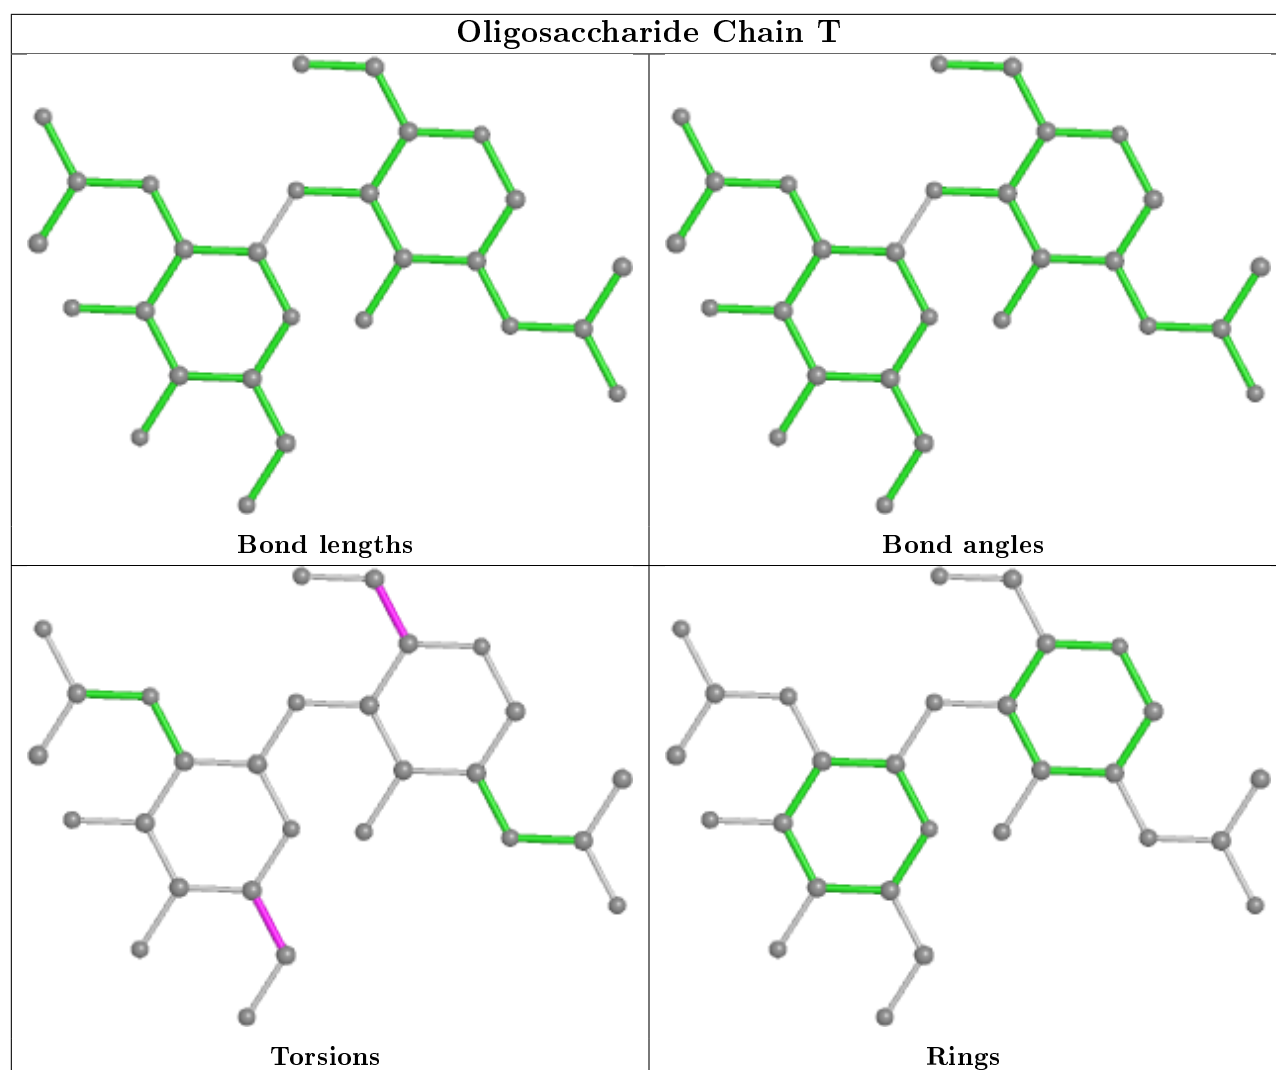 Oligosaccharide Chain T
Bond lengths
Bond angles
Torsions
Rings